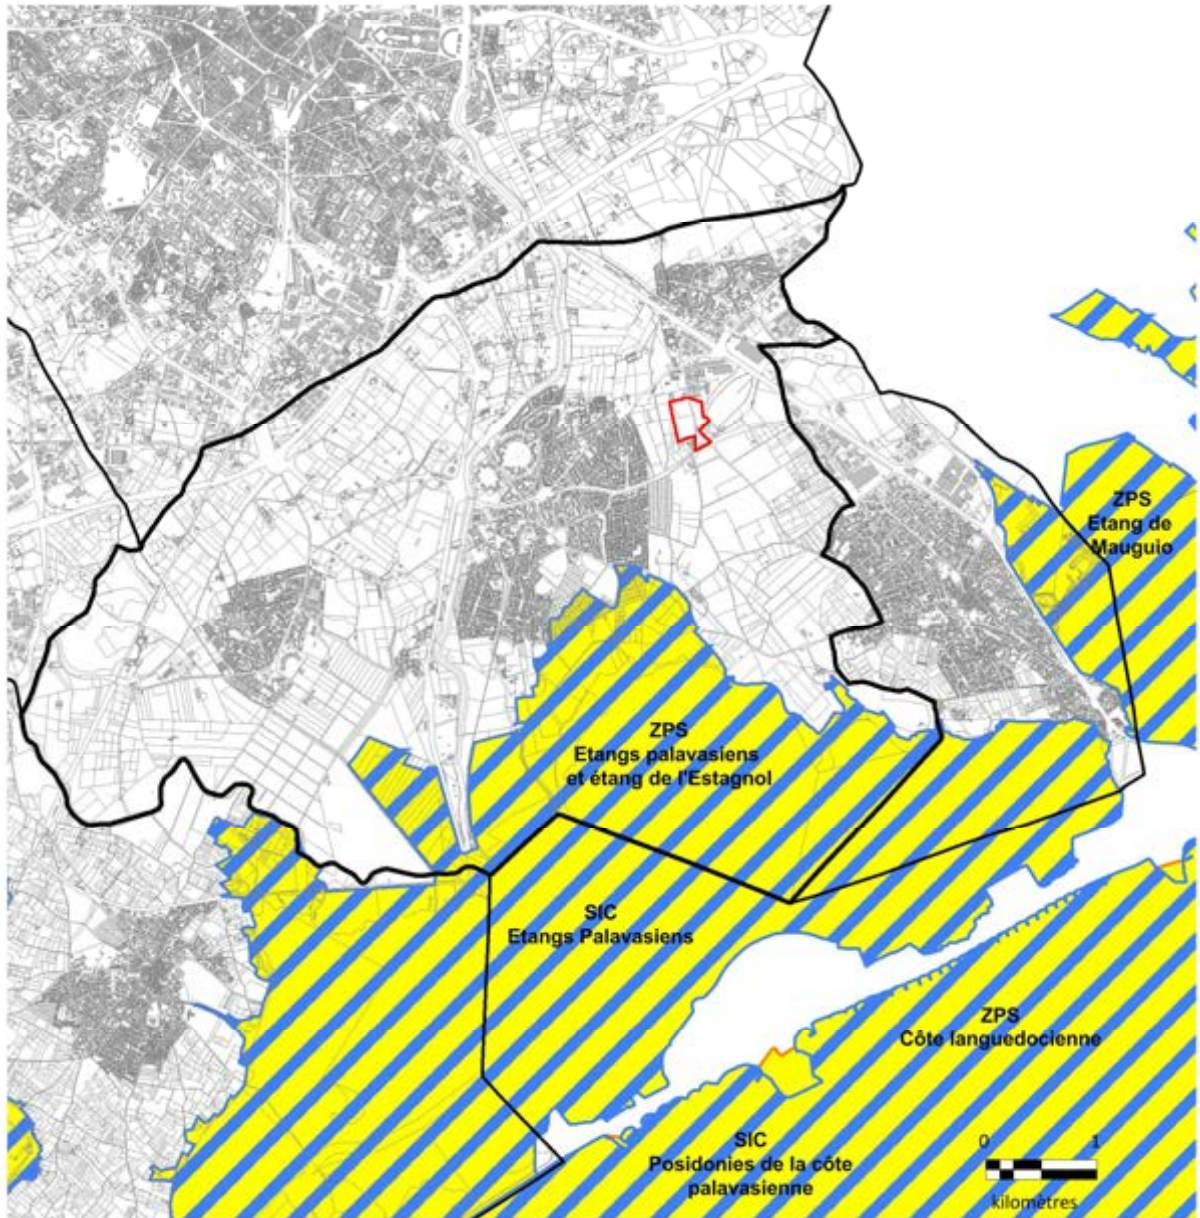 ZPS
Etang de
Mauguio
ZPS
Etangs palavasiens
et étang de l'Estagnol
SIC
Etangs Palavasiens
ZPS
Côte languedocienne
SIC
Posidonies de la côte
palavasienne
0 1
kilomètres